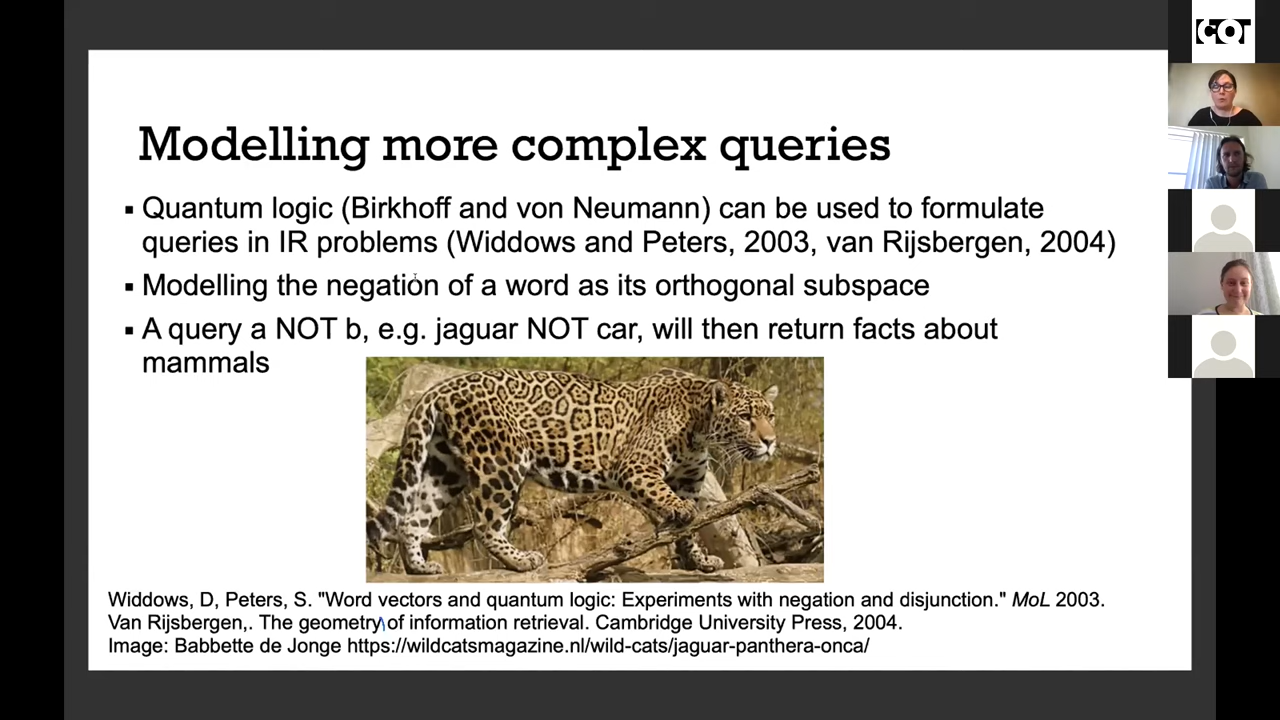 Modelling more complex queries
▪ Quantum logic (Birkhoff and von Neumann) can be used to formulate
queries in IR problems (Widdows and Peters, 2003, van Rijsbergen, 2004)
▪ Modelling the negation of a word as its orthogonal subspace
▪ A query a NOT b, e.g. jaguar NOT car, will then return facts about
mammals
Widdows, D, Peters, S. "Word vectors and quantum logic: Experiments with negation and disjunction." MoL 2003.
Van Rijsbergen,. The geometry of information retrieval. Cambridge University Press, 2004.
Image: Babbette de Jonge https://wildcatsmagazine.nl/wild-cats/jaguar-panthera-onca/